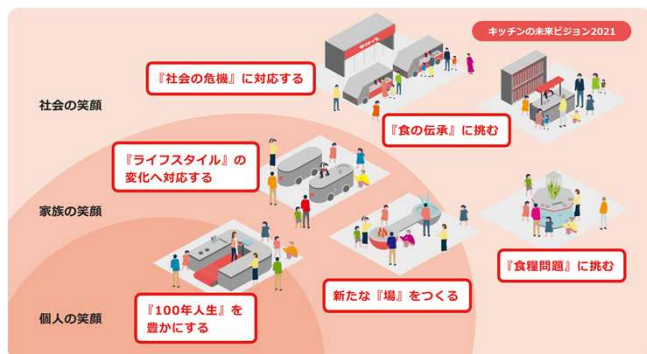 キッチンの未来ビジョン2021
『社会の危機』に対応する
社会の笑顔
『食の伝承』に挑む
『ライフスタイル』の
変化へ対応する
家族の笑顔
『食糧問題』に挑む
新たな『場』をつくる
『100年人生』を
豊かにする
個人の笑顔